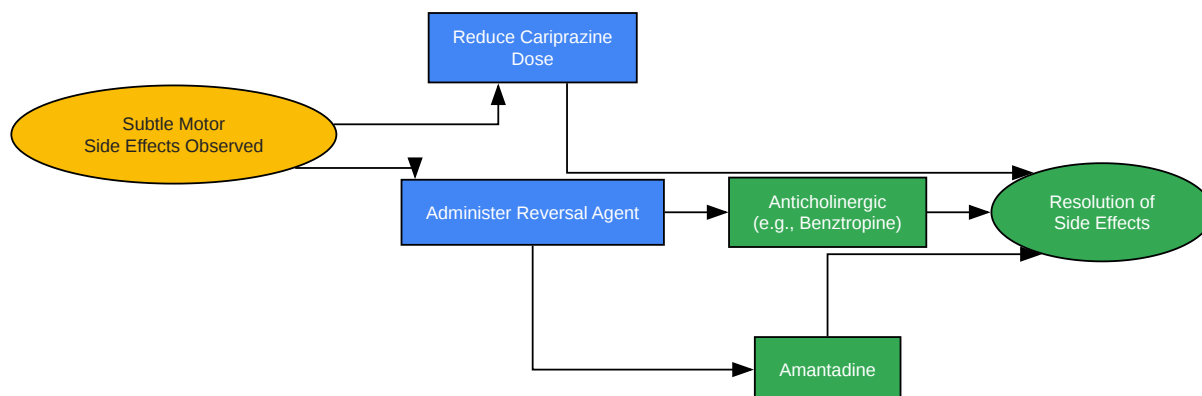 Reduce Cariprazine
Dose
Subtle Motor
Side Effects Observed
Administer Reversal Agent
Anticholinergic
(e.g., Benztropine)
Resolution of
Side Effects
Amantadine